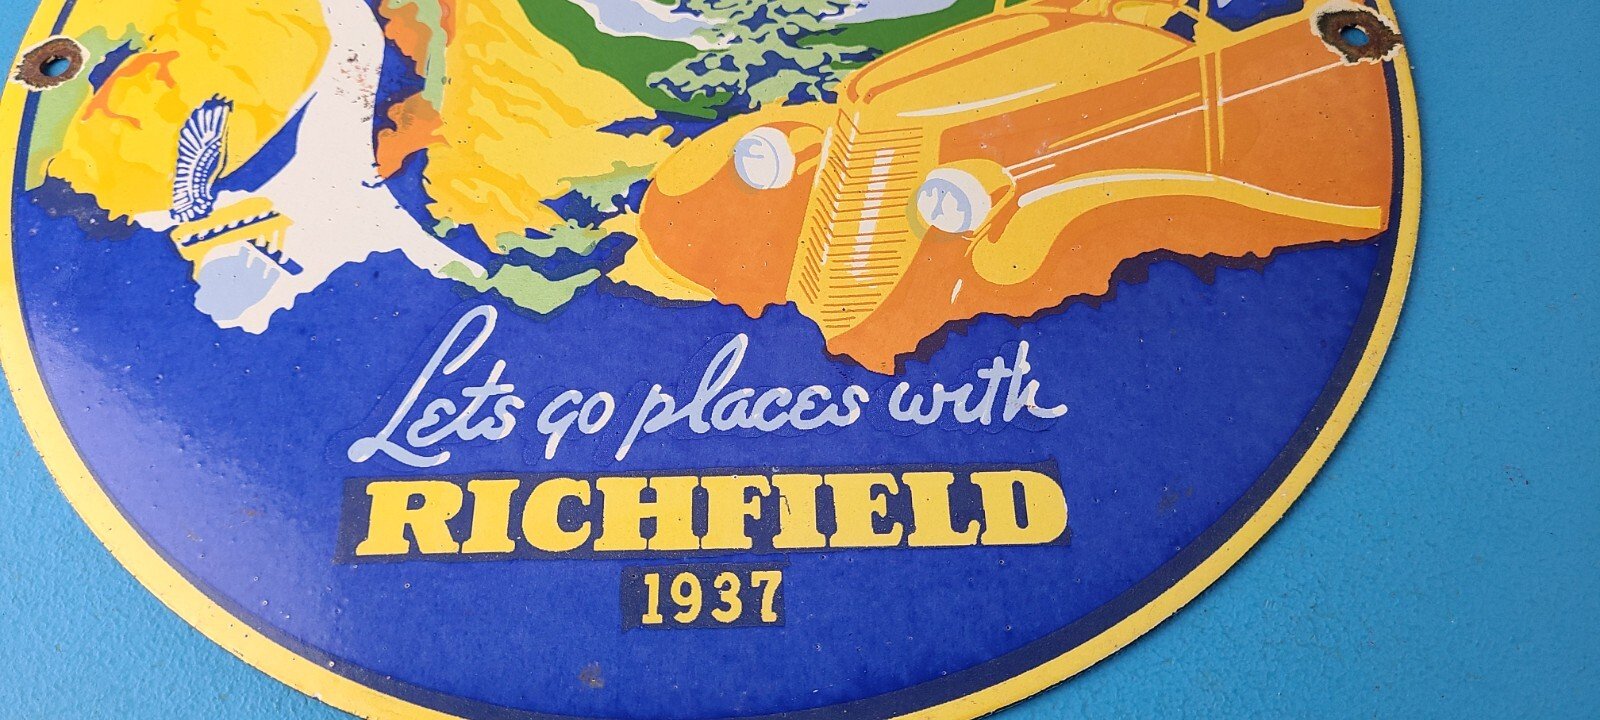 Lets go places with
RICHFIELD
1937